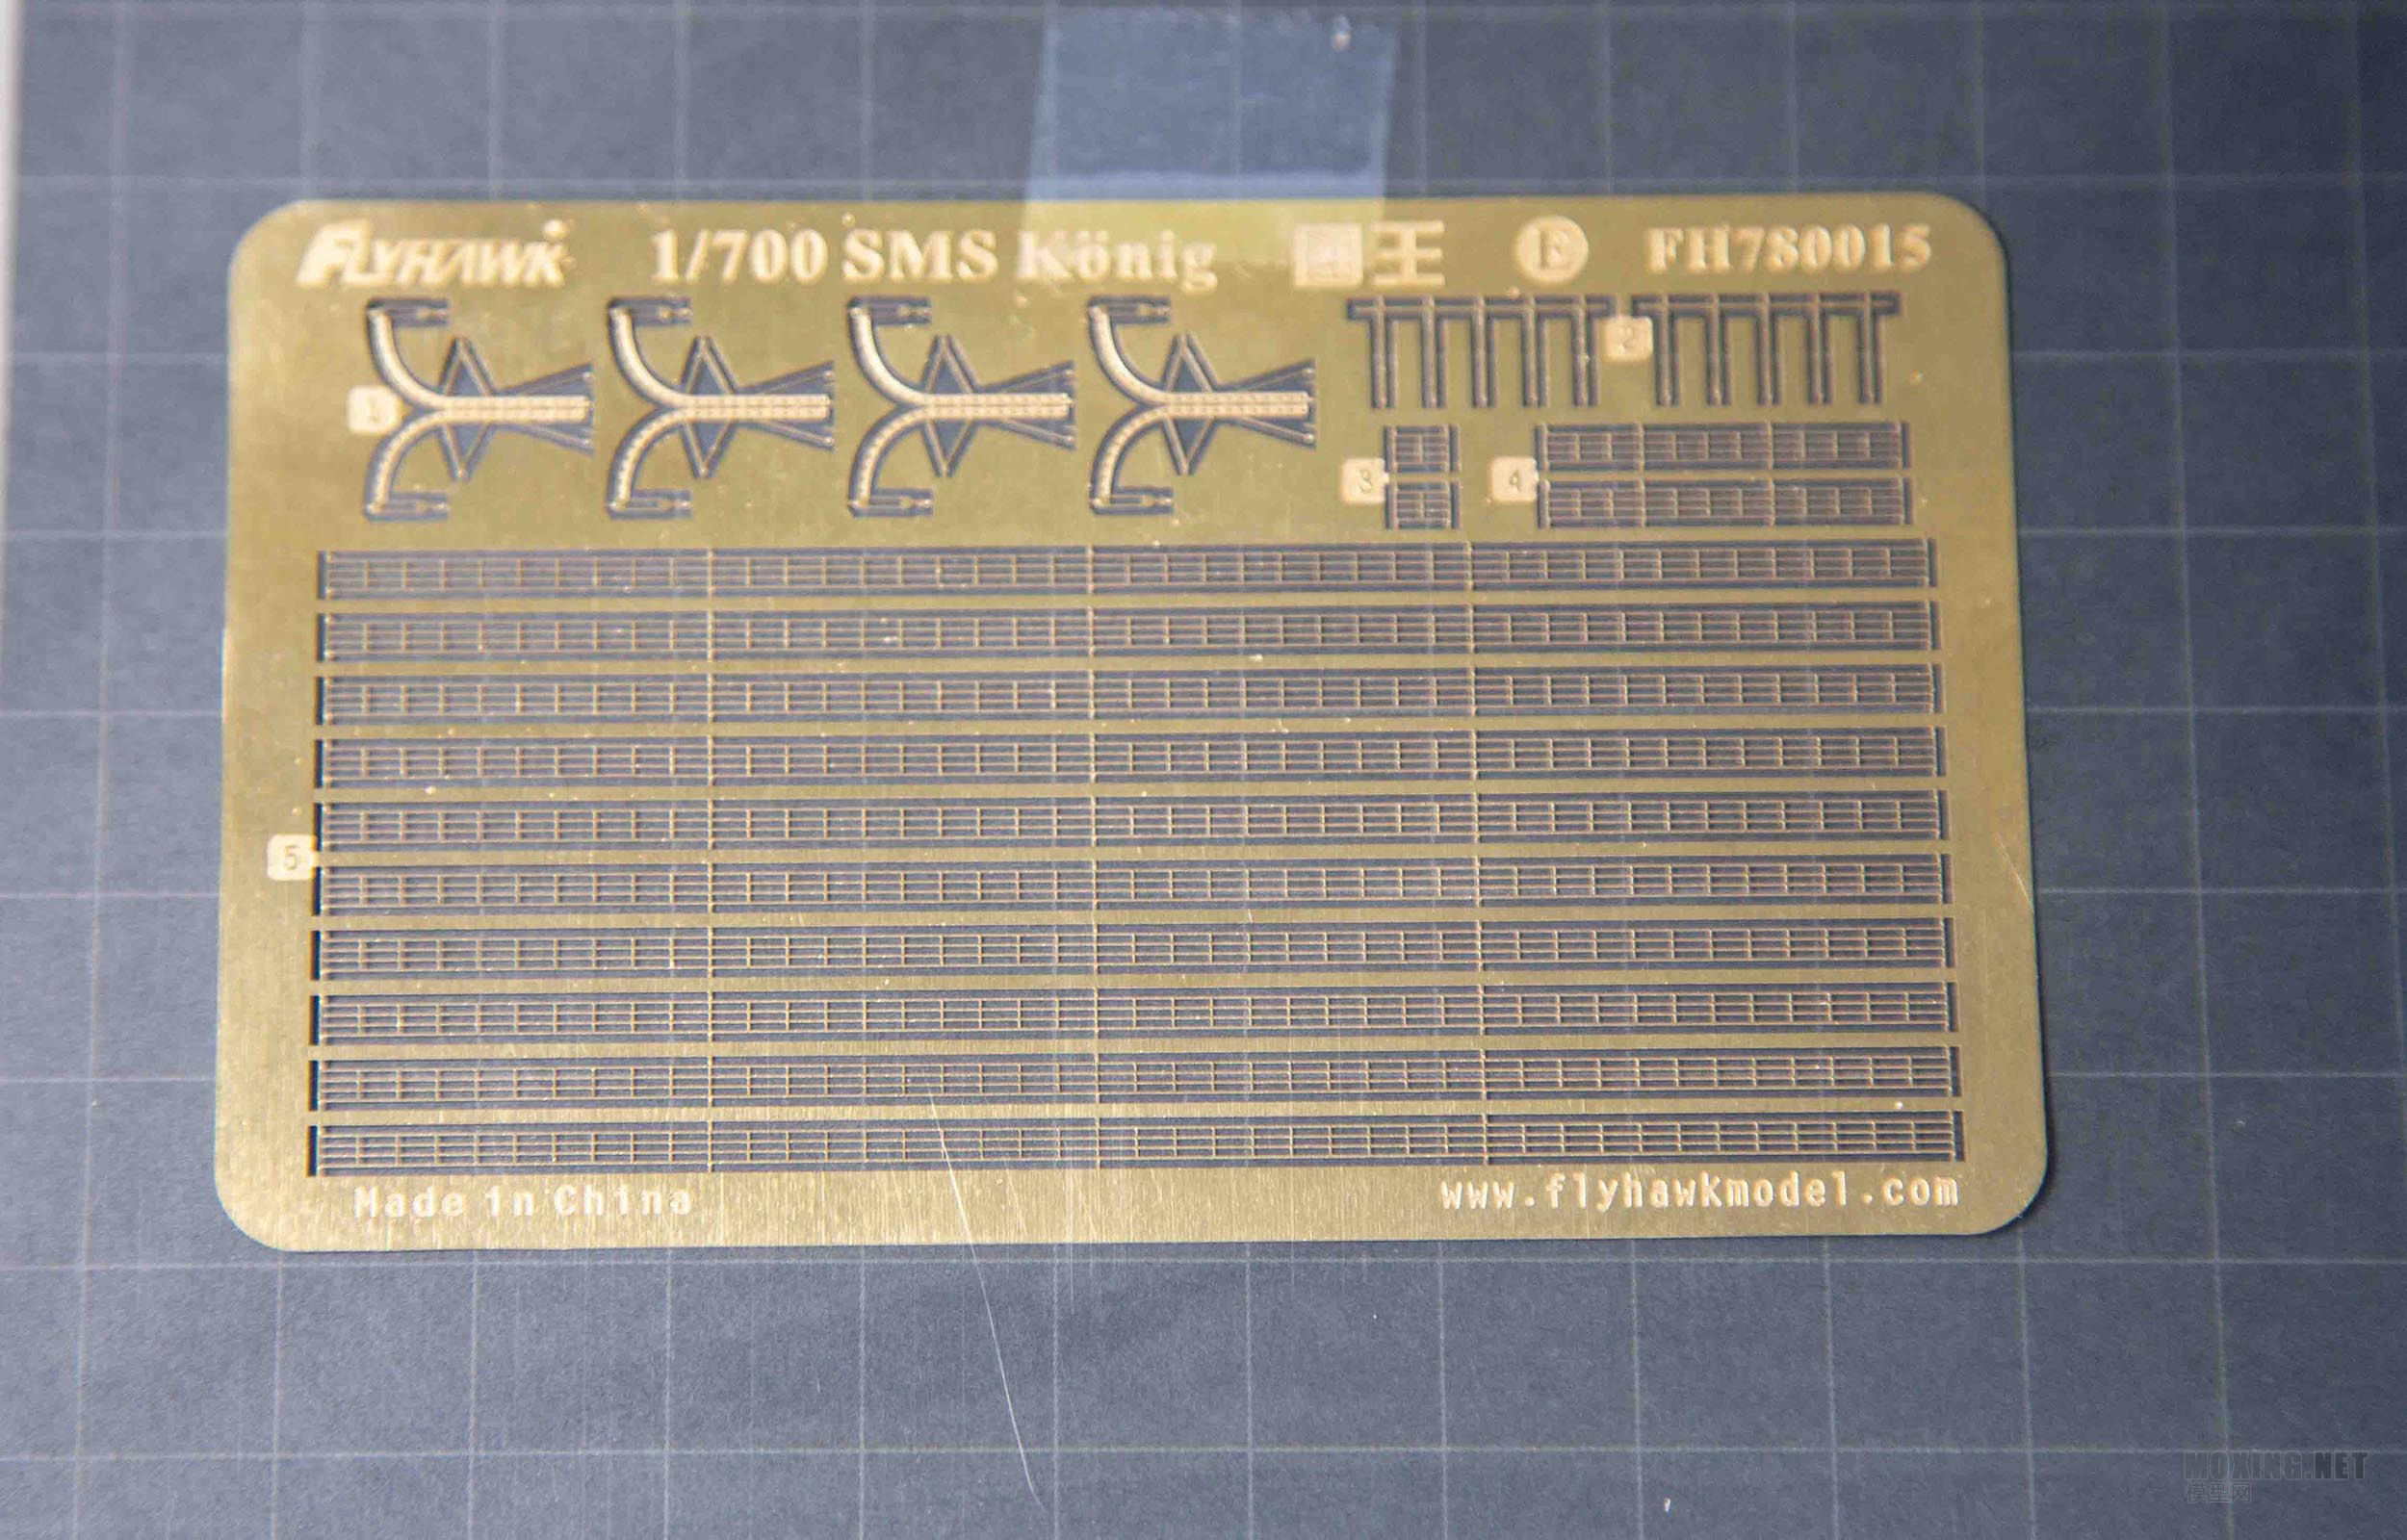 FLYHAWK 1/700 SMS König 国王 E FH780015
1
2
3
4
5
Made in China
www.flyhawkmodel.com
MOXING.NET
模型网